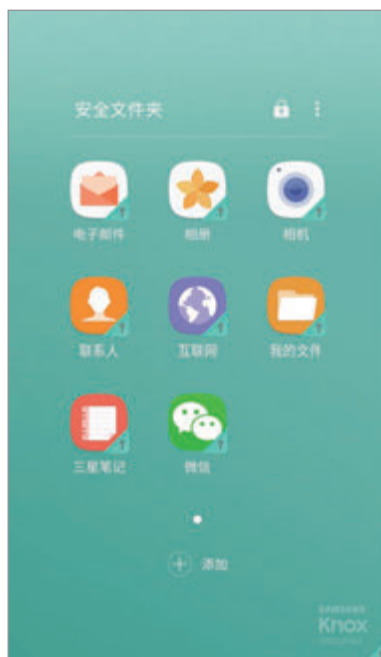 安全文件夹
电子邮件 相册 相机
联系人 互联网 我的文件
三星笔记 微信
添加
SAMSUNG
Knox